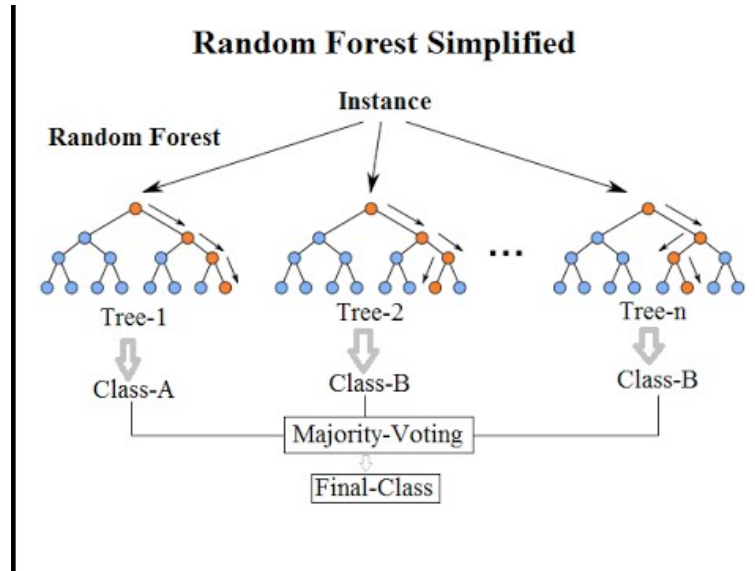 Random Forest Simplified
Instance
Random Forest
...
Tree-1
Tree-2
Tree-n
Class-A
Class-B
Class-B
Majority-Voting
Final-Class